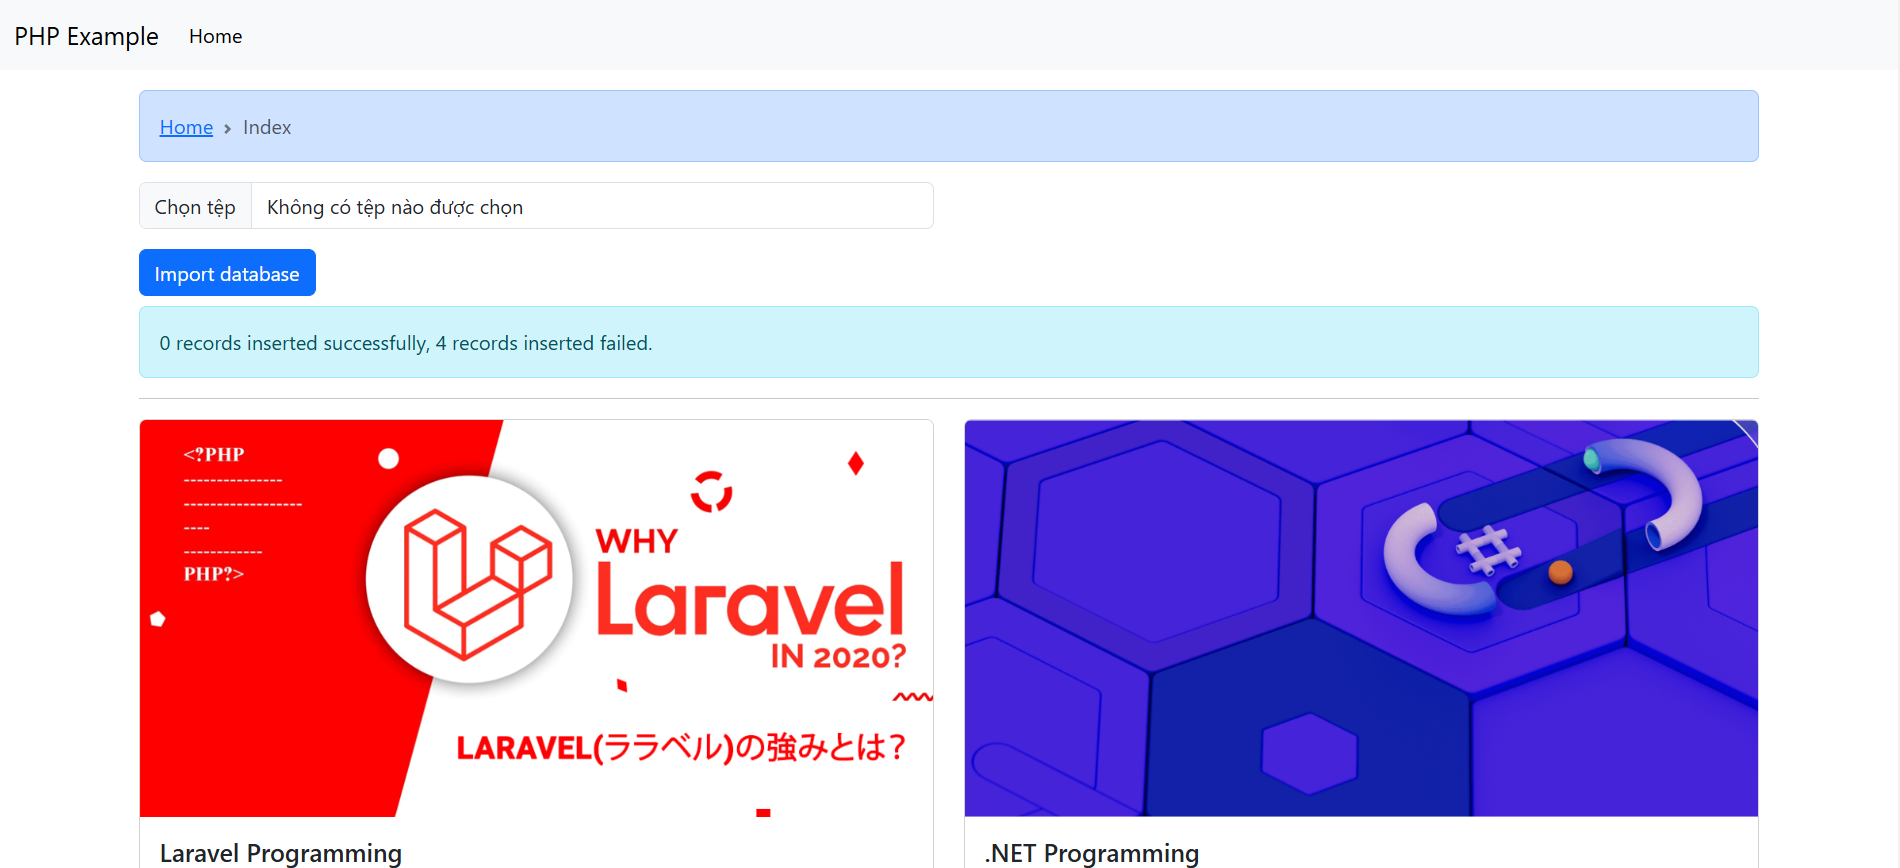 PHP Example Home
Home > Index
Chọn tệp Không có tệp nào được chọn
Import database
0 records inserted successfully, 4 records inserted failed.
<?PHP
---------------
------------------
----
------------
PHP?>
WHY
Laravel
IN 2020?
LARAVEL(ララベル)の強みとは?
Laravel Programming
.NET Programming